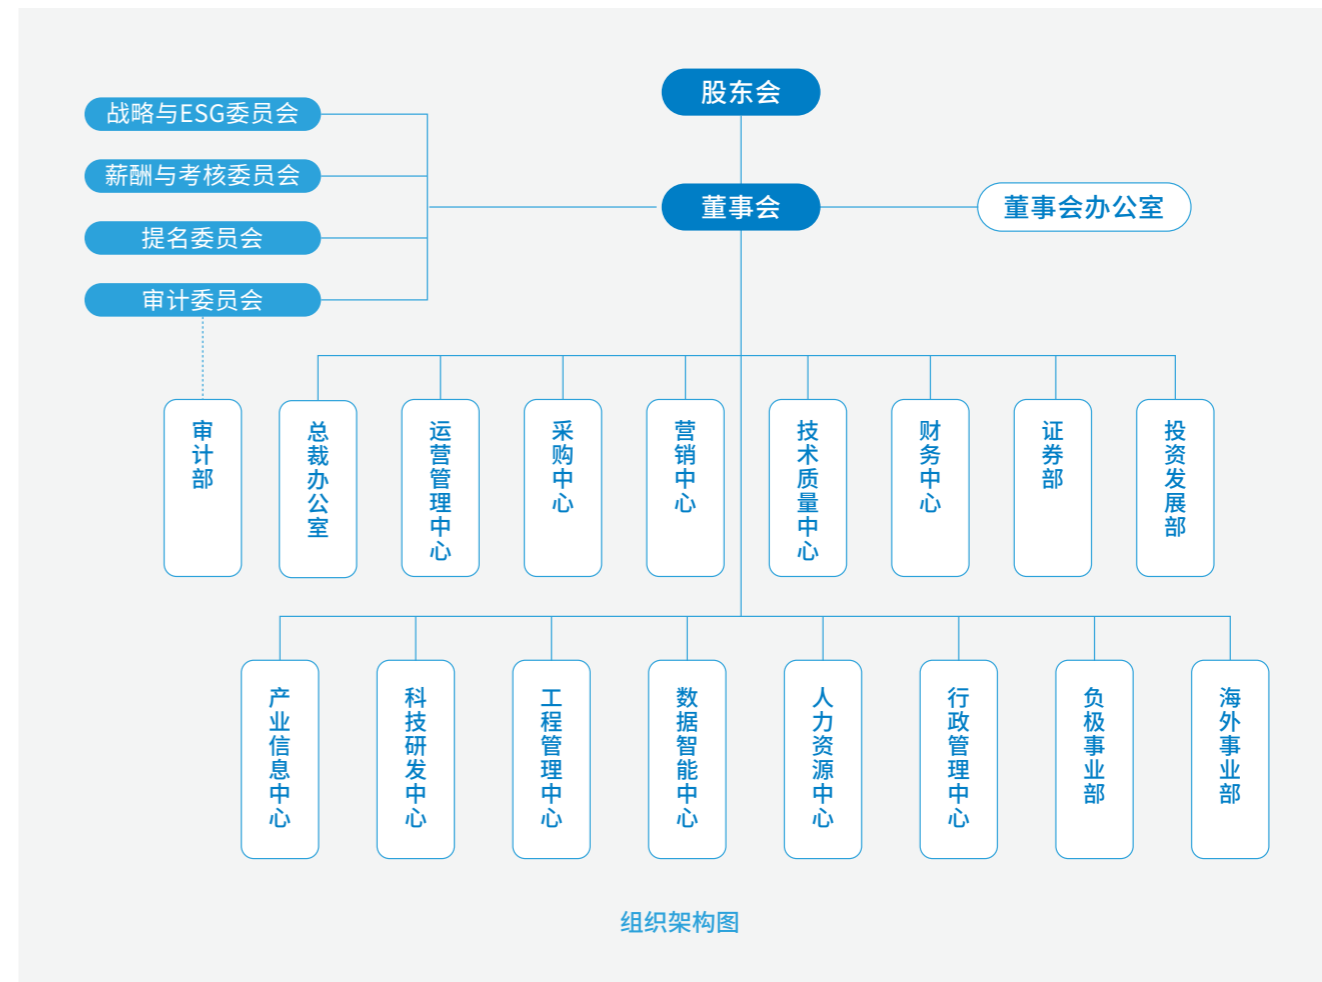 股东会
战略与ESG委员会
薪酬与考核委员会
董事会
董事会办公室
提名委员会
审计委员会
审计部
总裁办公室
运营管理中心
采购中心
营销中心
技术质量中心
财务中心
证券部
投资发展部
产业信息中心
科技研发中心
工程管理中心
数据智能中心
人力资源中心
行政管理中心
负极事业部
海外事业部
组织架构图